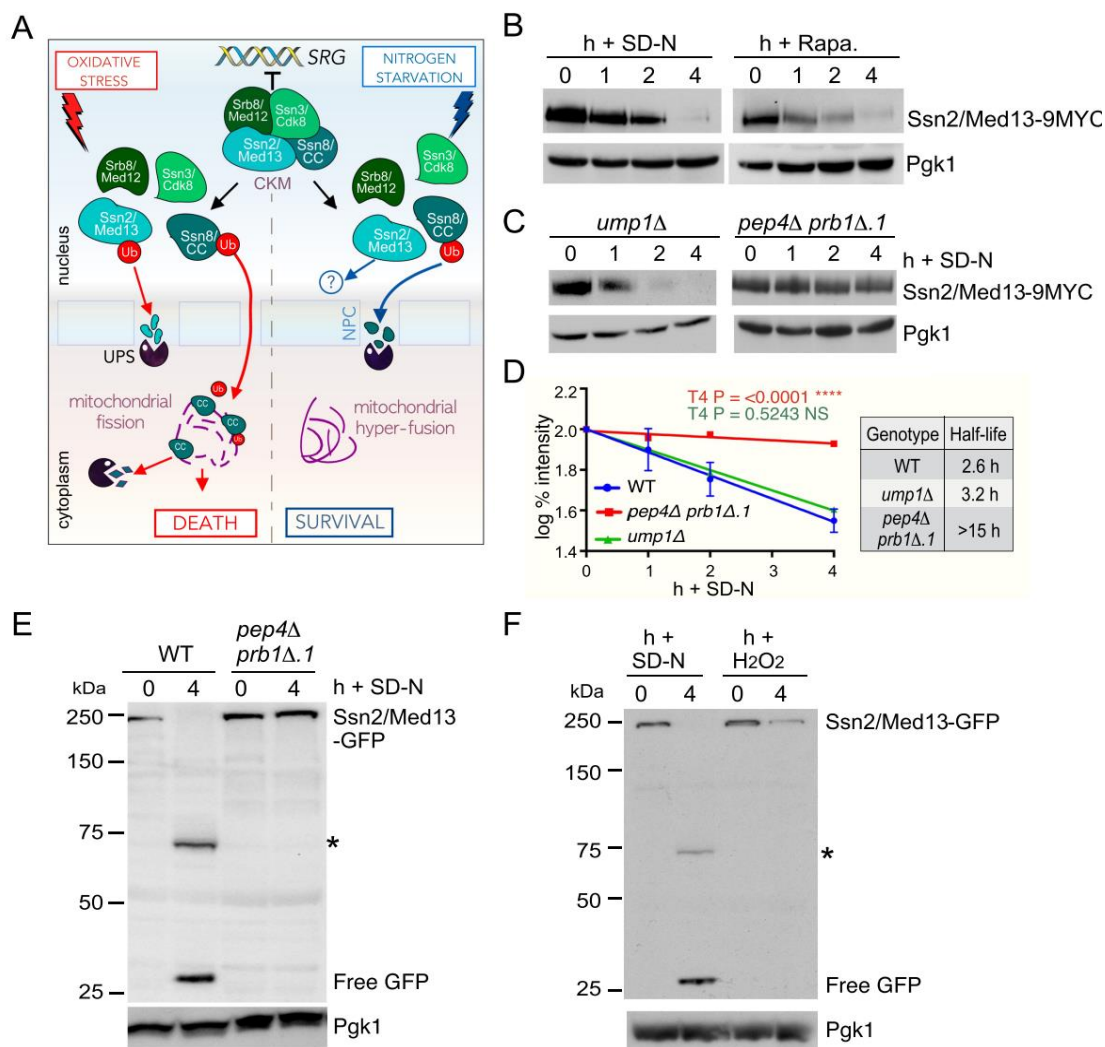 A
OXIDATIVE
STRESS
SRG
NITROGEN
STARVATION
Srb8/
Med12
Ssn3/
Cdk8
Ssn2/
Med13
Ssn8/
CC
CKM
Srb8/
Med12
Ssn3/
Cdk8
Ssn2/
Med13
Ub
Ssn8/
CC
Ub
Srb8/
Med12
Ssn3/
Cdk8
Ssn2/
Med13
Ssn8/
CC
Ub
?
nucleus
NPC
UPS
mitochondrial
fission
Ub
CC
CC
Ub
CC
mitochondrial
hyper-fusion
cytoplasm
DEATH
SURVIVAL
B
h + SD-N
h + Rapa.
0 1 2 4
0 1 2 4
Ssn2/Med13-9MYC
Pgk1
C
ump1Δ
pep4Δ prb1Δ.1
0 1 2 4
0 1 2 4
h + SD-N
Ssn2/Med13-9MYC
Pgk1
D
T4 P = <0.0001 ****
T4 P = 0.5243 NS
log % intensity
2.0
2.0
1.8
1.6
1.4
WT
pep4Δ prb1Δ.1
ump1Δ
0 1 2 3 4
h + SD-N
Genotype Half-life
WT 2.6 h
ump1Δ 3.2 h
pep4Δ
prb1Δ.1 >15 h
E
WT
pep4Δ
prb1Δ.1
kDa
0 4 0 4 h + SD-N
250
150
75
50
25
Ssn2/Med13
-GFP
*
Free GFP
Pgk1
F
h +
SD-N
h +
H2O2
kDa
0 4 0 4
250
150
75
50
25
Ssn2/Med13-GFP
*
Free GFP
Pgk1